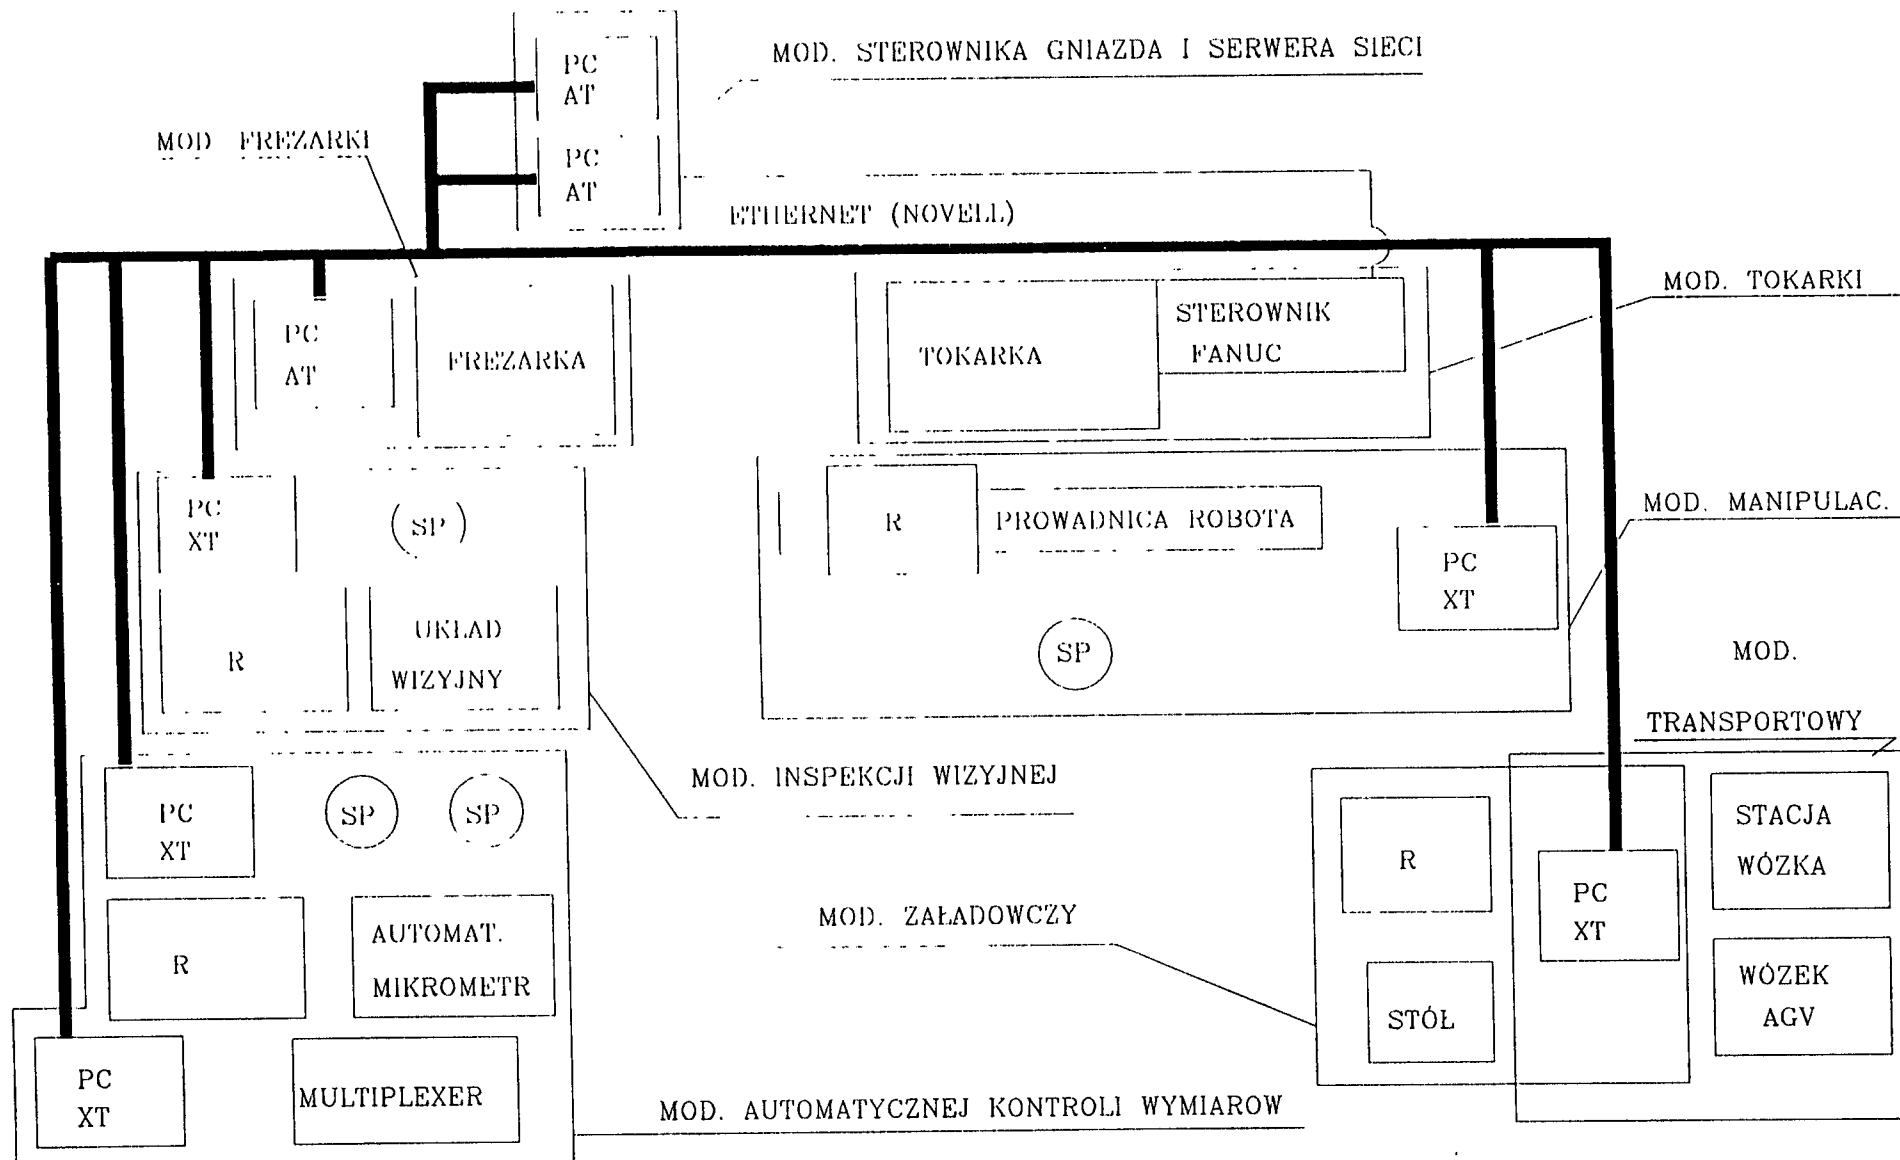 MOD. STEROWNIKA GNIAZDA I SERWERA SIECI
PC
AT
MOD FREZARKI
PC
AT
ETHERNET (NOVELL)
MOD. TOKARKI
PC
AT
FREZARKA
TOKARKA
STEROWNIK
FANUC
MOD. MANIPULAC.
PC
XT
(SP)
R
PROWADNICA ROBOTA
PC
XT
R
UKŁAD
WIZYJNY
SP
MOD.
TRANSPORTOWY
MOD. INSPEKCJI WIZYJNEJ
PC
XT
SP
SP
R
STACJA
WÓZKA
PC
XT
MOD. ZAŁADOWCZY
R
AUTOMAT.
MIKROMETR
STÓŁ
WÓZEK
AGV
PC
XT
MULTIPLEXER
MOD. AUTOMATYCZNEJ KONTROLI WYMIAROW